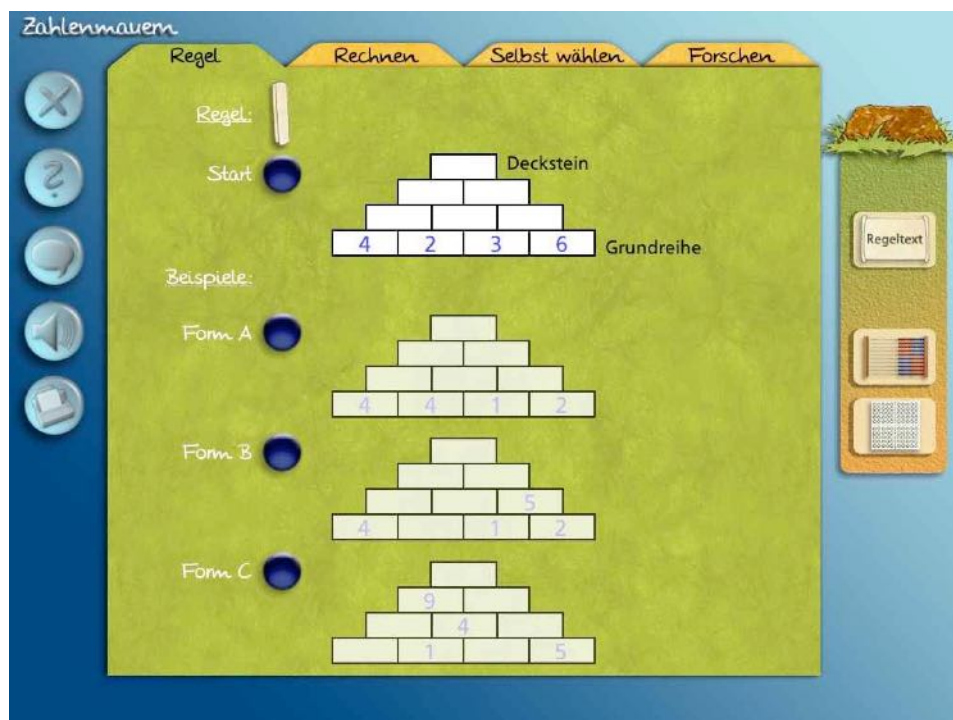 Zahlenmauern
Regel Rechnen Selbst wählen Forschen
Regel:
Start
Deckstein
4 2 3 6
Grundreihe
Regeltext
Beispiele:
Form A
4 4 1 2
Form B
5
4 1 2
Form C
9
4
1 5